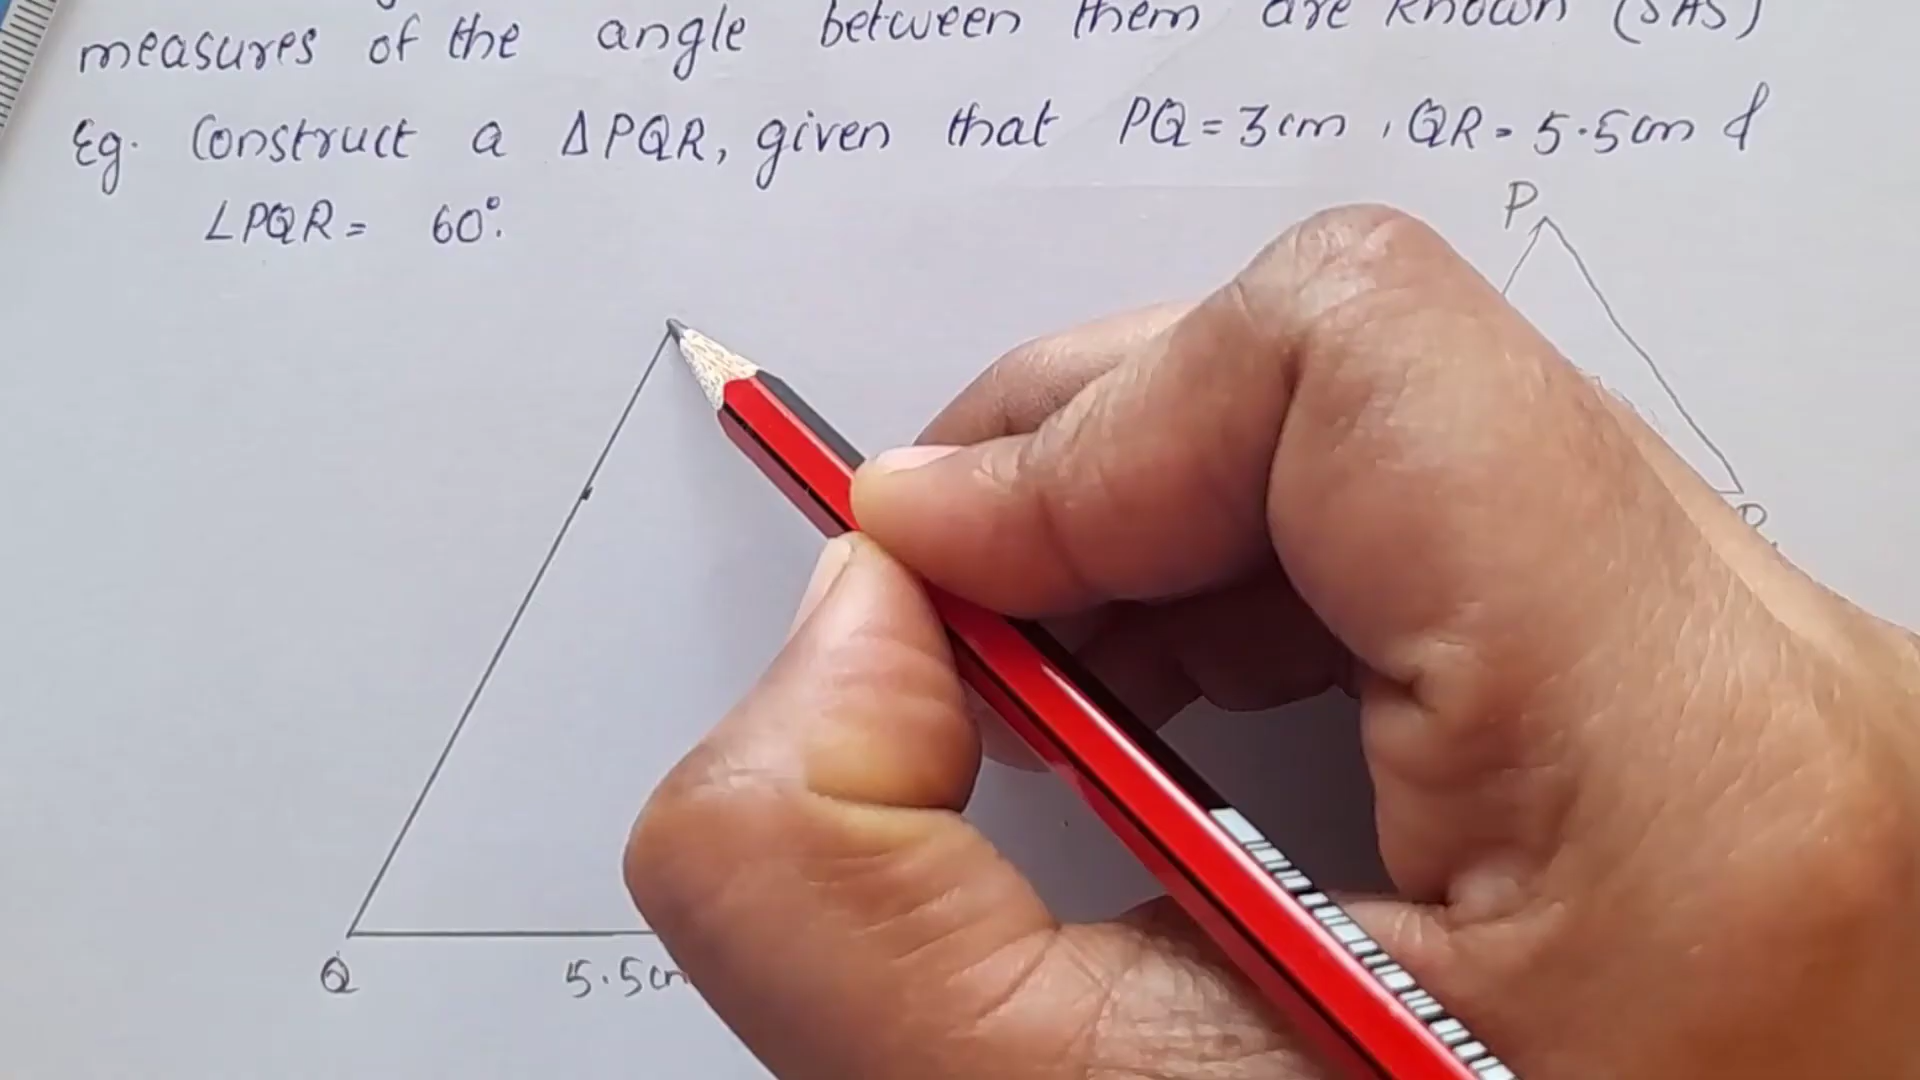 measures of the angle between them are known (SAS)
Eg. Construct a ΔPQR, given that PQ = 3cm, QR = 5.5cm &
∠PQR = 60°.
P
Q
5.5cm